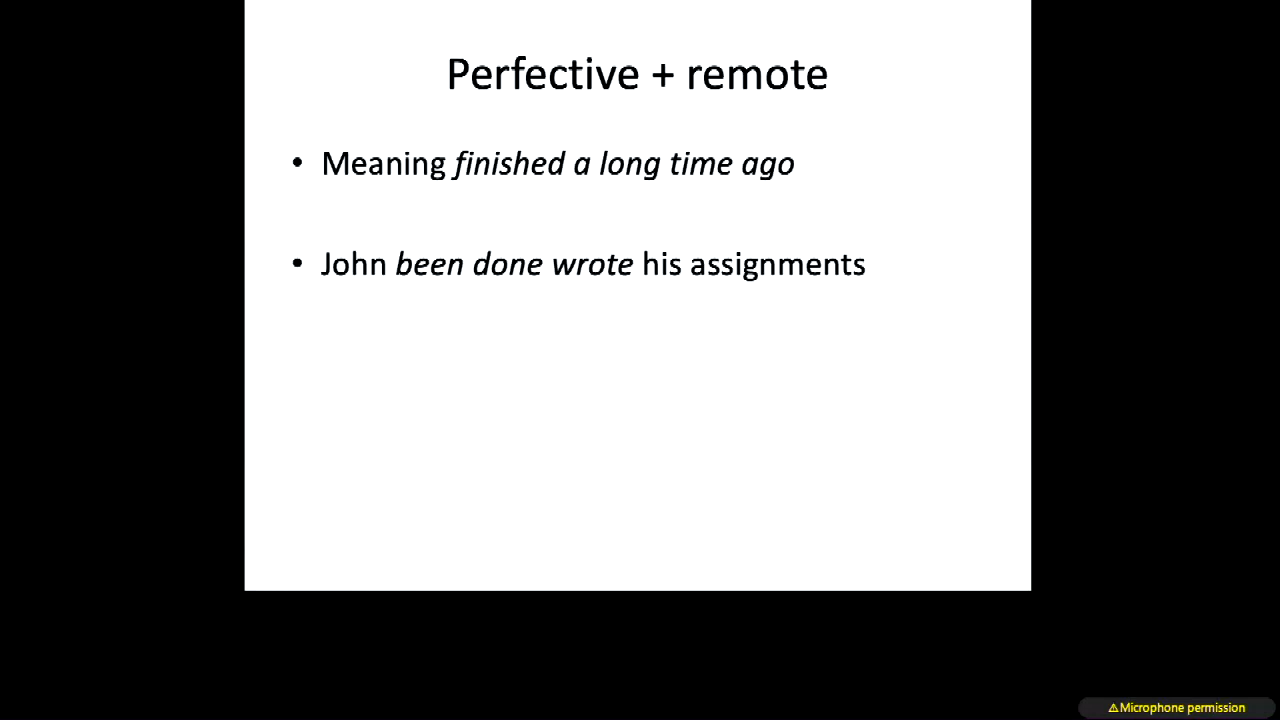 Perfective + remote
• Meaning finished a long time ago
• John been done wrote his assignments
⚠Microphone permission